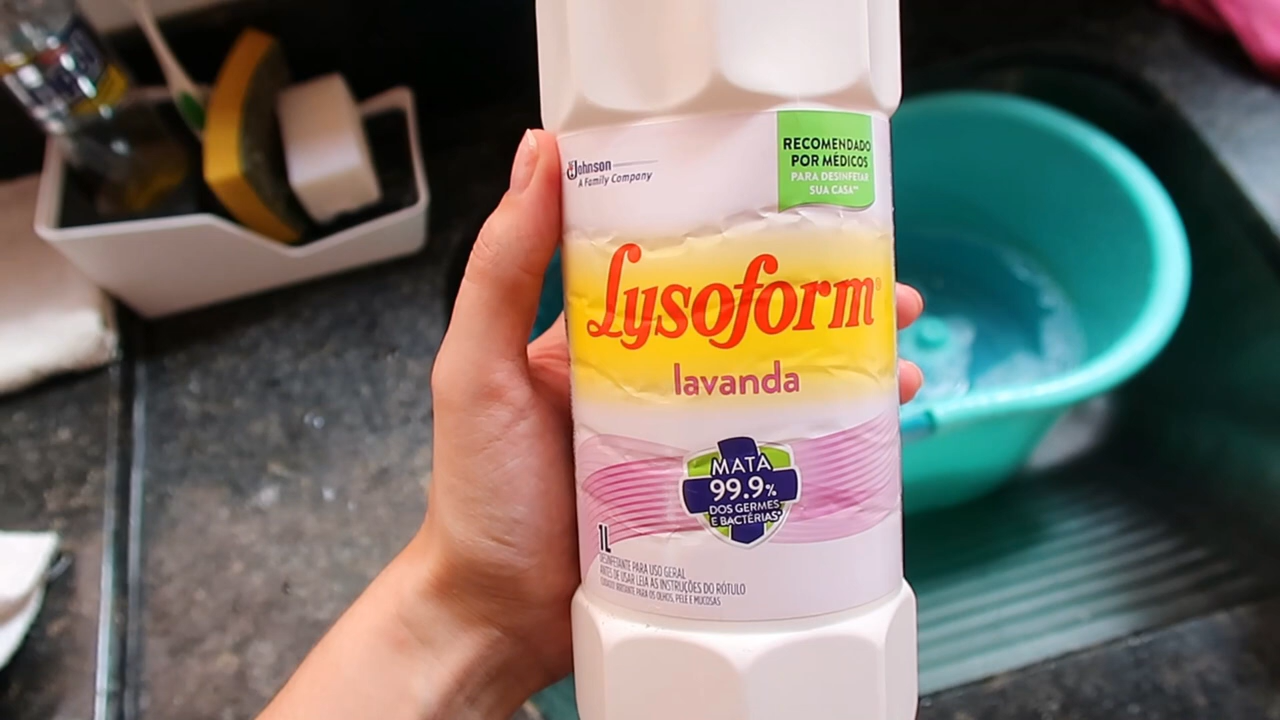 Johnson
A Family Company
RECOMENDADO
POR MÉDICOS
PARA DESINFETAR
SUA CASA**
Lysoform®
lavanda
MATA
99.9%
DOS GERMES
E BACTÉRIAS*
1L
DESINFETANTE PARA USO GERAL
ANTES DE USAR LEIA AS INSTRUÇÕES DO RÓTULO
CUIDADO! IRRITANTE PARA OS OLHOS, PELE E MUCOSAS